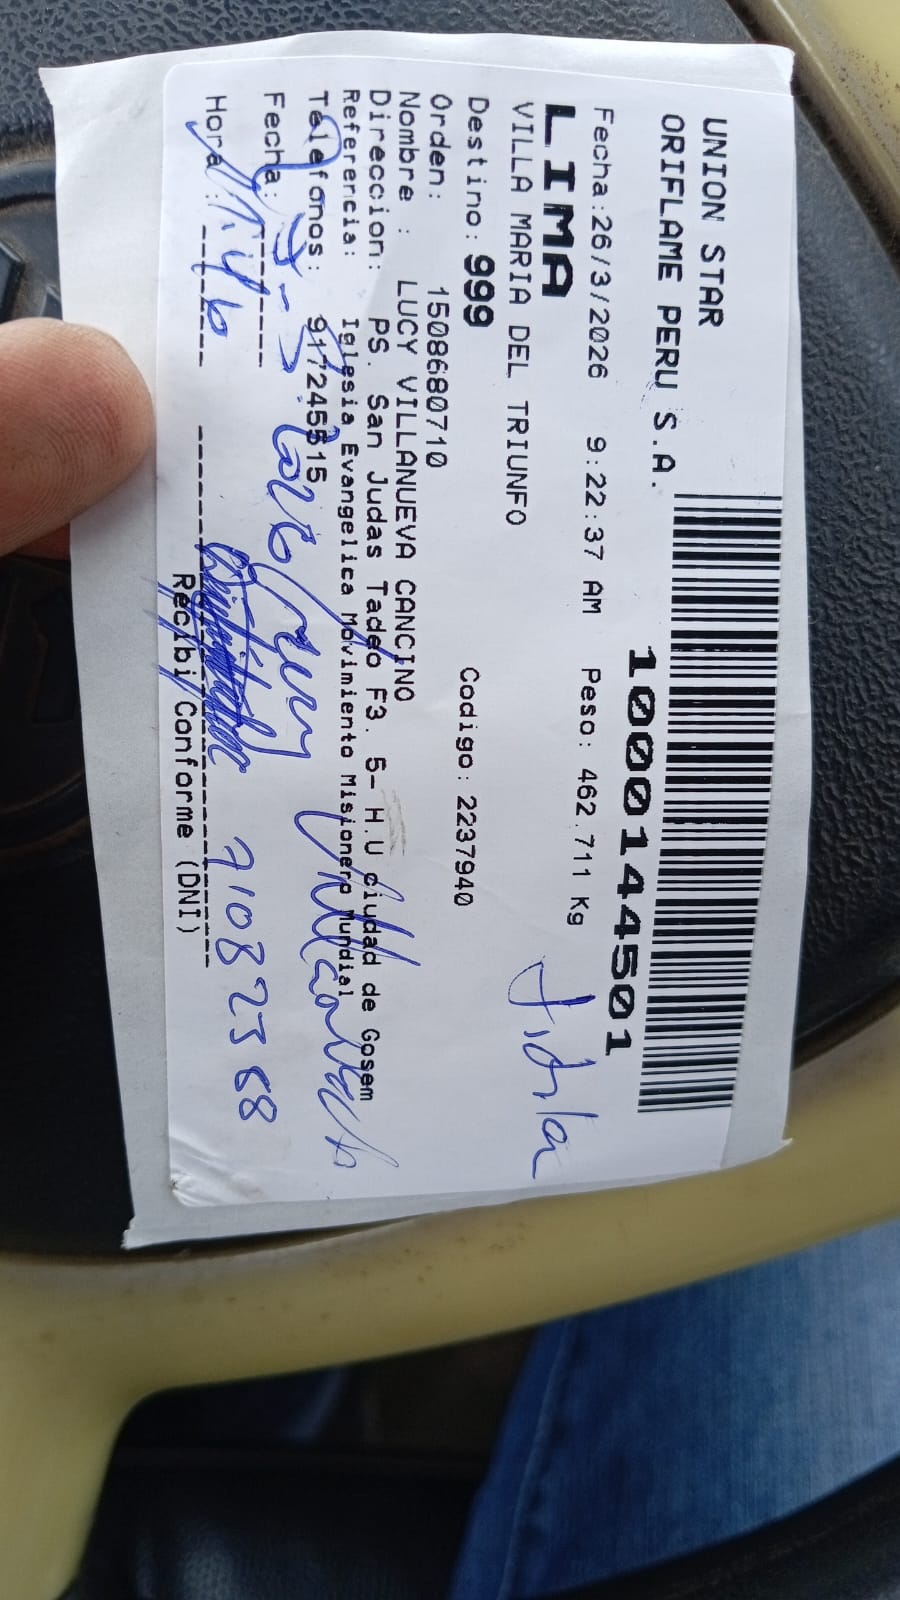 UNION STAR
ORIFLAME PERU S.A.
1000144501
Fecha:26/3/2026 9:22:37 AM Peso: 462.711 Kg
LIMA
VILLA MARIA DEL TRIUNFO
Destino: 999 Codigo: 2237940
Orden: 1508680710
Nombre : LUCY VILLANUEVA CANCINO
Direccion: PS. San Judas Tadeo F3. 5- H.U ciudad de Gosem
Referencia: Iglesia Evangelica Movimiento Misionero Mundial
Telefonos: 917245515
Fecha:
Hora:
Recibi Conforme (DNI)